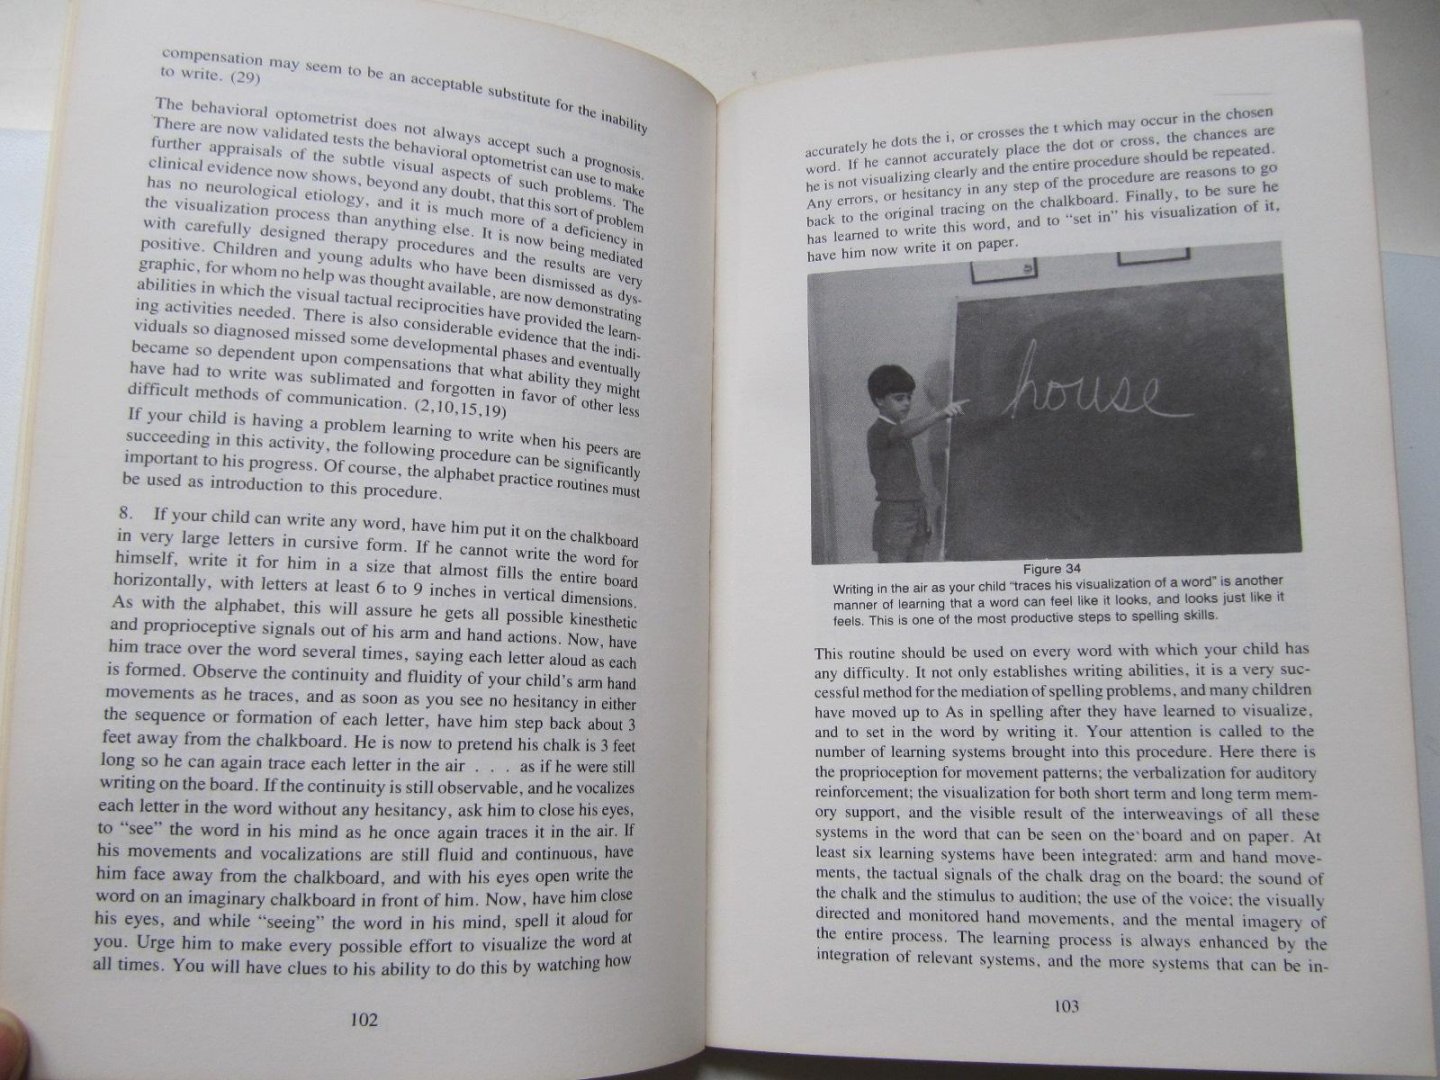 compensation may seem to be an acceptable substitute for the inability
to write. (29)
The behavioral optometrist does not always accept such a prognosis.
There are now validated tests the behavioral optometrist can use to make
further appraisals of the subtle visual aspects of such problems. The
clinical evidence now shows, beyond any doubt, that this sort of problem
has no neurological etiology, and it is much more of a deficiency in
the visualization process than anything else. It is now being mediated
with carefully designed therapy procedures and the results are very
positive. Children and young adults who have been dismissed as dys-
graphic, for whom no help was thought available, are now demonstrating
abilities in which the visual tactual reciprocities have provided the learn-
ing activities needed. There is also considerable evidence that the indi-
viduals so diagnosed missed some developmental phases and eventually
became so dependent upon compensations that what ability they might
have had to write was sublimated and forgotten in favor of other less
difficult methods of communication. (2,10,15,19)
If your child is having a problem learning to write when his peers are
succeeding in this activity, the following procedure can be significantly
important to his progress. Of course, the alphabet practice routines must
be used as introduction to this procedure.
8. If your child can write any word, have him put it on the chalkboard
in very large letters in cursive form. If he cannot write the word for
himself, write it for him in a size that almost fills the entire board
horizontally, with letters at least 6 to 9 inches in vertical dimensions.
As with the alphabet, this will assure he gets all possible kinesthetic
and proprioceptive signals out of his arm and hand actions. Now, have
him trace over the word several times, saying each letter aloud as each
is formed. Observe the continuity and fluidity of your child's arm hand
movements as he traces, and as soon as you see no hesitancy in either
the sequence or formation of each letter, have him step back about 3
feet away from the chalkboard. He is now to pretend his chalk is 3 feet
long so he can again trace each letter in the air . . . as if he were still
writing on the board. If the continuity is still observable, and he vocalizes
each letter in the word without any hesitancy, ask him to close his eyes,
to “see” the word in his mind as he once again traces it in the air. If
his movements and vocalizations are still fluid and continuous, have
him face away from the chalkboard, and with his eyes open write the
word on an imaginary chalkboard in front of him. Now, have him close
his eyes, and while “seeing” the word in his mind, spell it aloud for
you. Urge him to make every possible effort to visualize the word at
all times. You will have clues to his ability to do this by watching how
102
accurately he dots the i, or crosses the t which may occur in the chosen
word. If he cannot accurately place the dot or cross, the chances are
he is not visualizing clearly and the entire procedure should be repeated.
Any errors, or hesitancy in any step of the procedure are reasons to go
back to the original tracing on the chalkboard. Finally, to be sure he
has learned to write this word, and to “set in” his visualization of it,
have him now write it on paper.
house
Figure 34
Writing in the air as your child “traces his visualization of a word” is another
manner of learning that a word can feel like it looks, and looks just like it
feels. This is one of the most productive steps to spelling skills.
This routine should be used on every word with which your child has
any difficulty. It not only establishes writing abilities, it is a very suc-
cessful method for the mediation of spelling problems, and many children
have moved up to As in spelling after they have learned to visualize,
and to set in the word by writing it. Your attention is called to the
number of learning systems brought into this procedure. Here there is
the proprioception for movement patterns; the verbalization for auditory
reinforcement; the visualization for both short term and long term mem-
ory support, and the visible result of the interweavings of all these
systems in the word that can be seen on the board and on paper. At
least six learning systems have been integrated: arm and hand move-
ments, the tactual signals of the chalk drag on the board; the sound of
the chalk and the stimulus to audition; the use of the voice; the visually
directed and monitored hand movements, and the mental imagery of
the entire process. The learning process is always enhanced by the
integration of relevant systems, and the more systems that can be in-
103